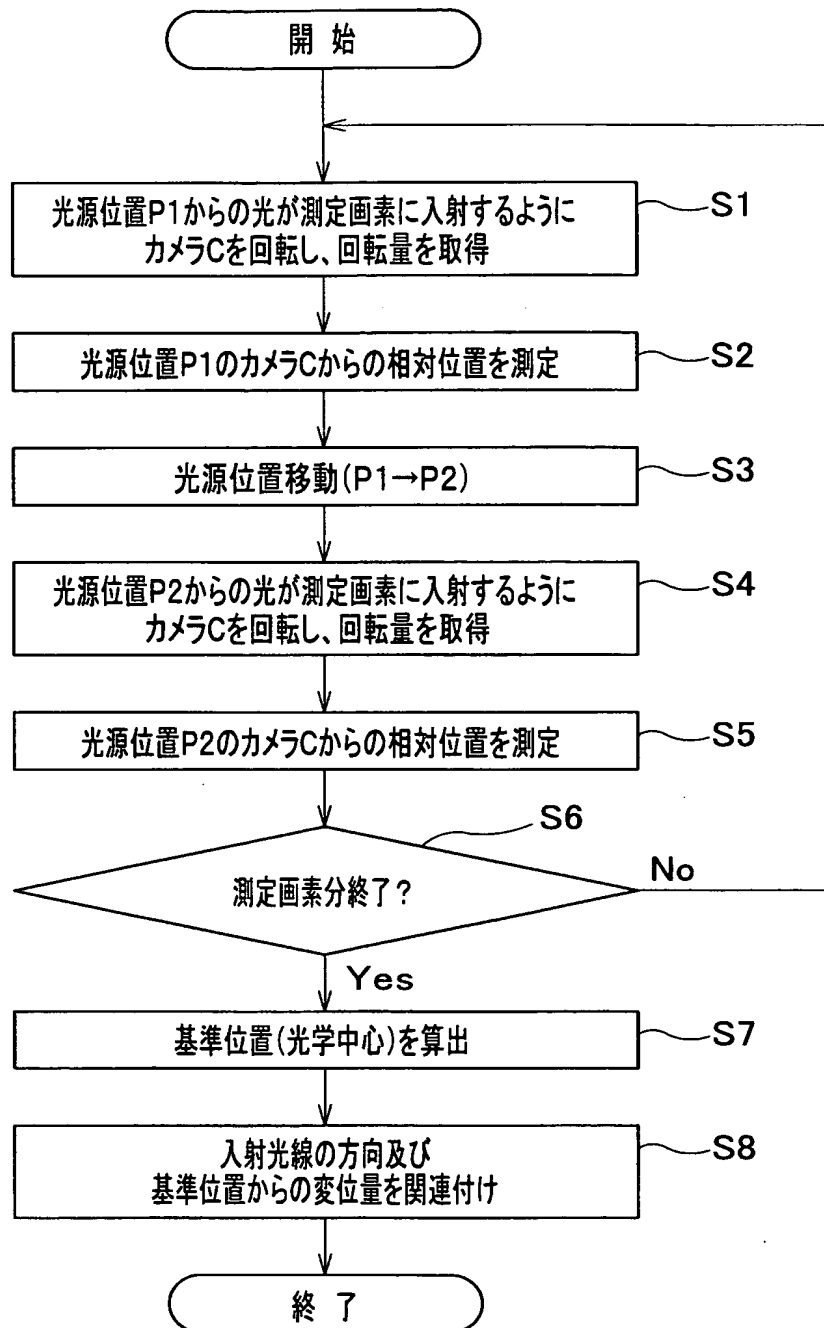 開 始
光源位置P1からの光が測定画素に入射するように
カメラCを回転し、回転量を取得
S1
光源位置P1のカメラCからの相対位置を測定
S2
光源位置移動(P1→P2)
S3
光源位置P2からの光が測定画素に入射するように
カメラCを回転し、回転量を取得
S4
光源位置P2のカメラCからの相対位置を測定
S5
S6
測定画素分終了?
No
Yes
基準位置(光学中心)を算出
S7
入射光線の方向及び
基準位置からの変位量を関連付け
S8
終 了